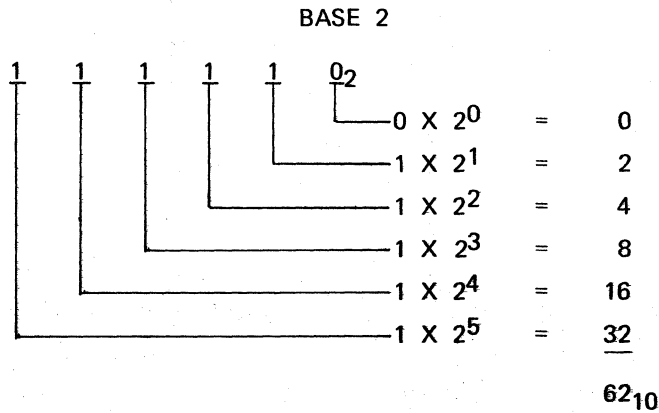 BASE 2
1 1 1 1 1 0₂
0 X 2⁰ = 0
1 X 2¹ = 2
1 X 2² = 4
1 X 2³ = 8
1 X 2⁴ = 16
1 X 2⁵ = 32
62₁₀